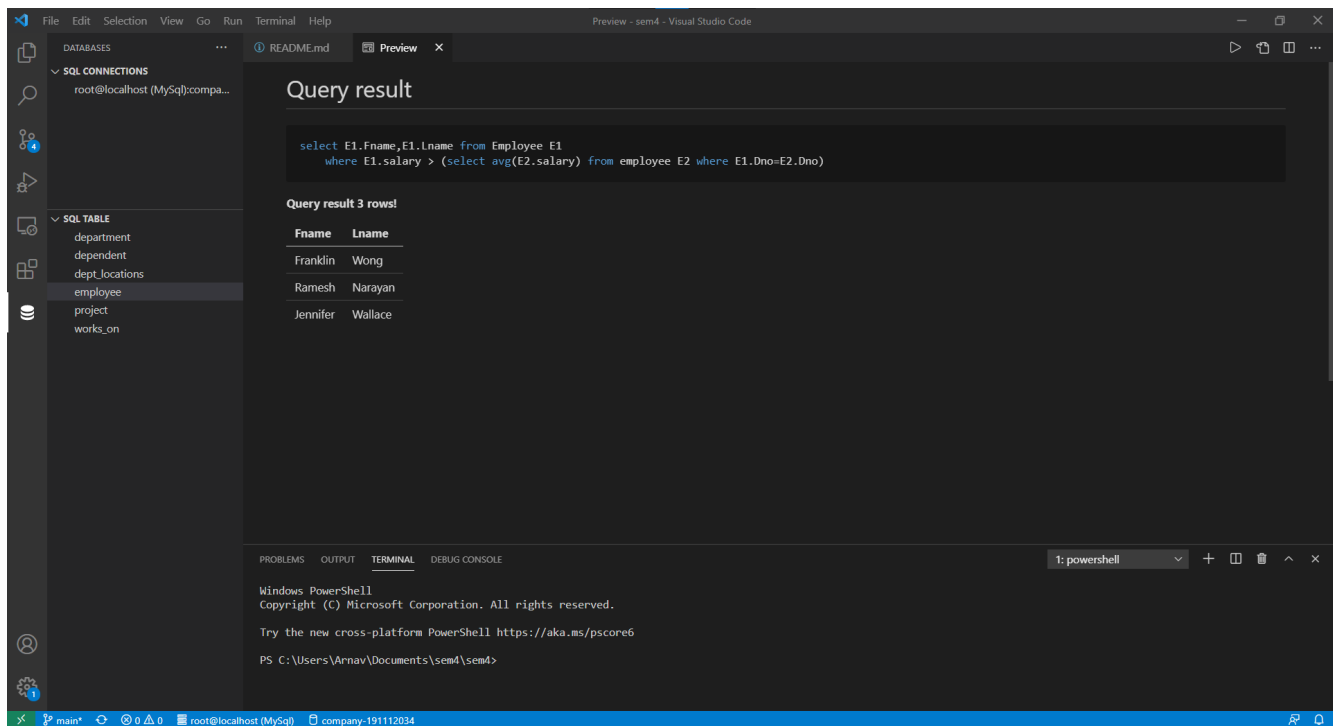 File Edit Selection View Go Run Terminal Help
Preview - sem4 - Visual Studio Code
DATABASES
README.md
Preview
SQL CONNECTIONS
root@localhost (MySql):compa...
4
SQL TABLE
department
dependent
dept_locations
employee
project
works_on
Query result
select E1.Fname,E1.Lname from Employee E1
where E1.salary > (select avg(E2.salary) from employee E2 where E1.Dno=E2.Dno)
Query result 3 rows!
Fname Lname
Franklin Wong
Ramesh Narayan
Jennifer Wallace
PROBLEMS OUTPUT TERMINAL DEBUG CONSOLE
1: powershell
Windows PowerShell
Copyright (C) Microsoft Corporation. All rights reserved.
Try the new cross-platform PowerShell https://aka.ms/pscore6
PS C:\Users\Arnav\Documents\sem4\sem4>
1
main* 0 0 root@localhost (MySql) company-191112034